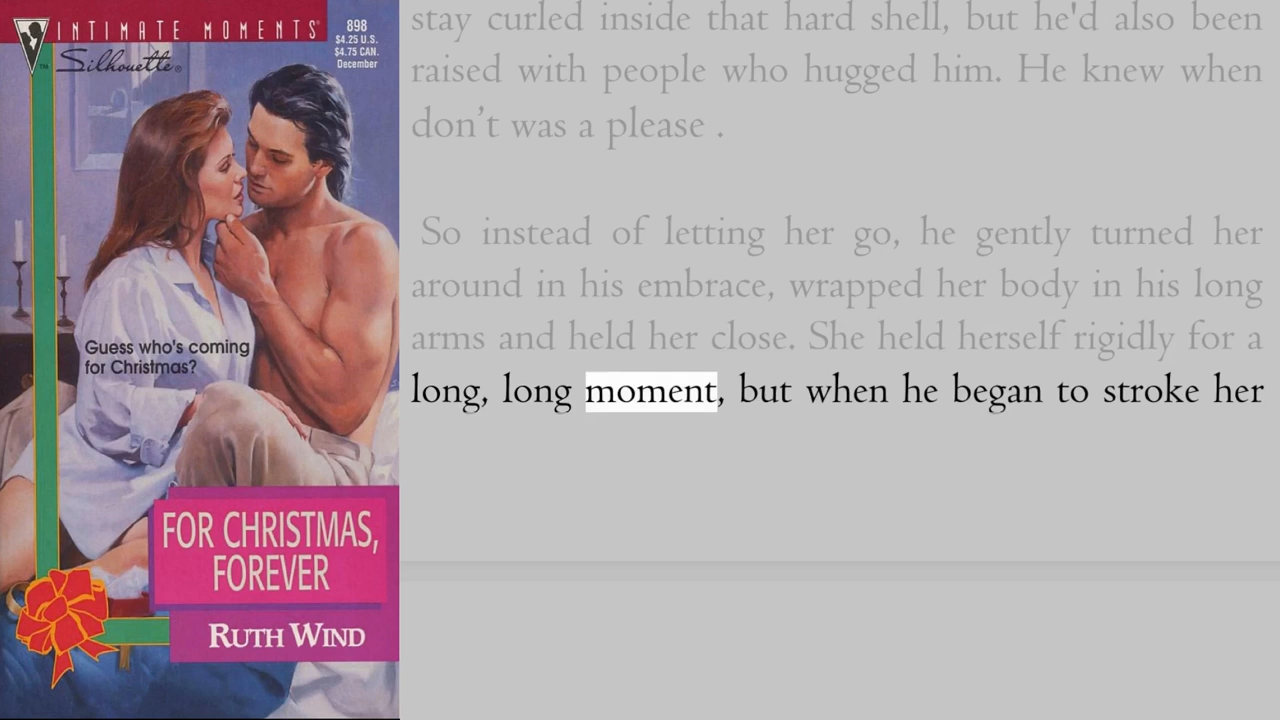 INTIMATE MOMENTS®
Silhouette®
TM
898
$4.25 U.S.
$4.75 CAN.
December
Guess who's coming
for Christmas?
FOR CHRISTMAS,
FOREVER
RUTH WIND
stay curled inside that hard shell, but he'd also been
raised with people who hugged him. He knew when
don’t was a please .
So instead of letting her go, he gently turned her
around in his embrace, wrapped her body in his long
arms and held her close. She held herself rigidly for a
long, long moment, but when he began to stroke her